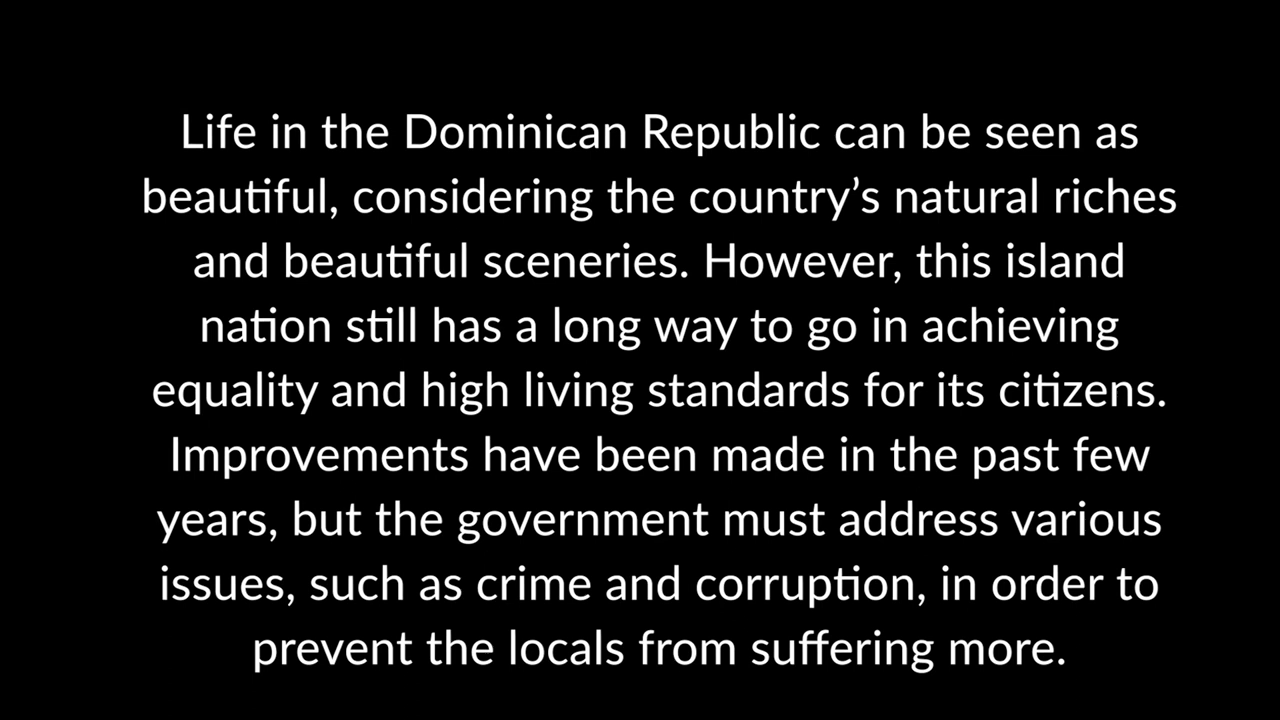 Life in the Dominican Republic can be seen as
beautiful, considering the country’s natural riches
and beautiful sceneries. However, this island
nation still has a long way to go in achieving
equality and high living standards for its citizens.
Improvements have been made in the past few
years, but the government must address various
issues, such as crime and corruption, in order to
prevent the locals from suffering more.